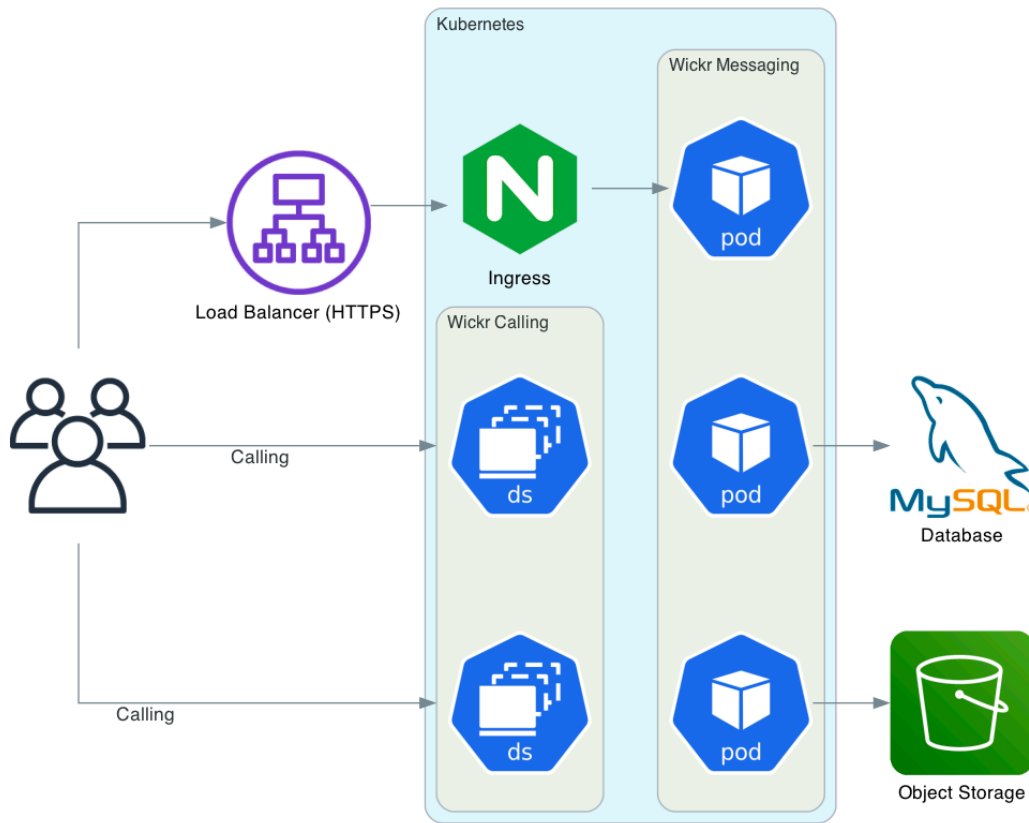 Kubernetes
Wickr Messaging
pod
Ingress
Load Balancer (HTTPS)
Wickr Calling
Calling
ds
pod
MySQL
Database
Calling
ds
pod
Object Storage